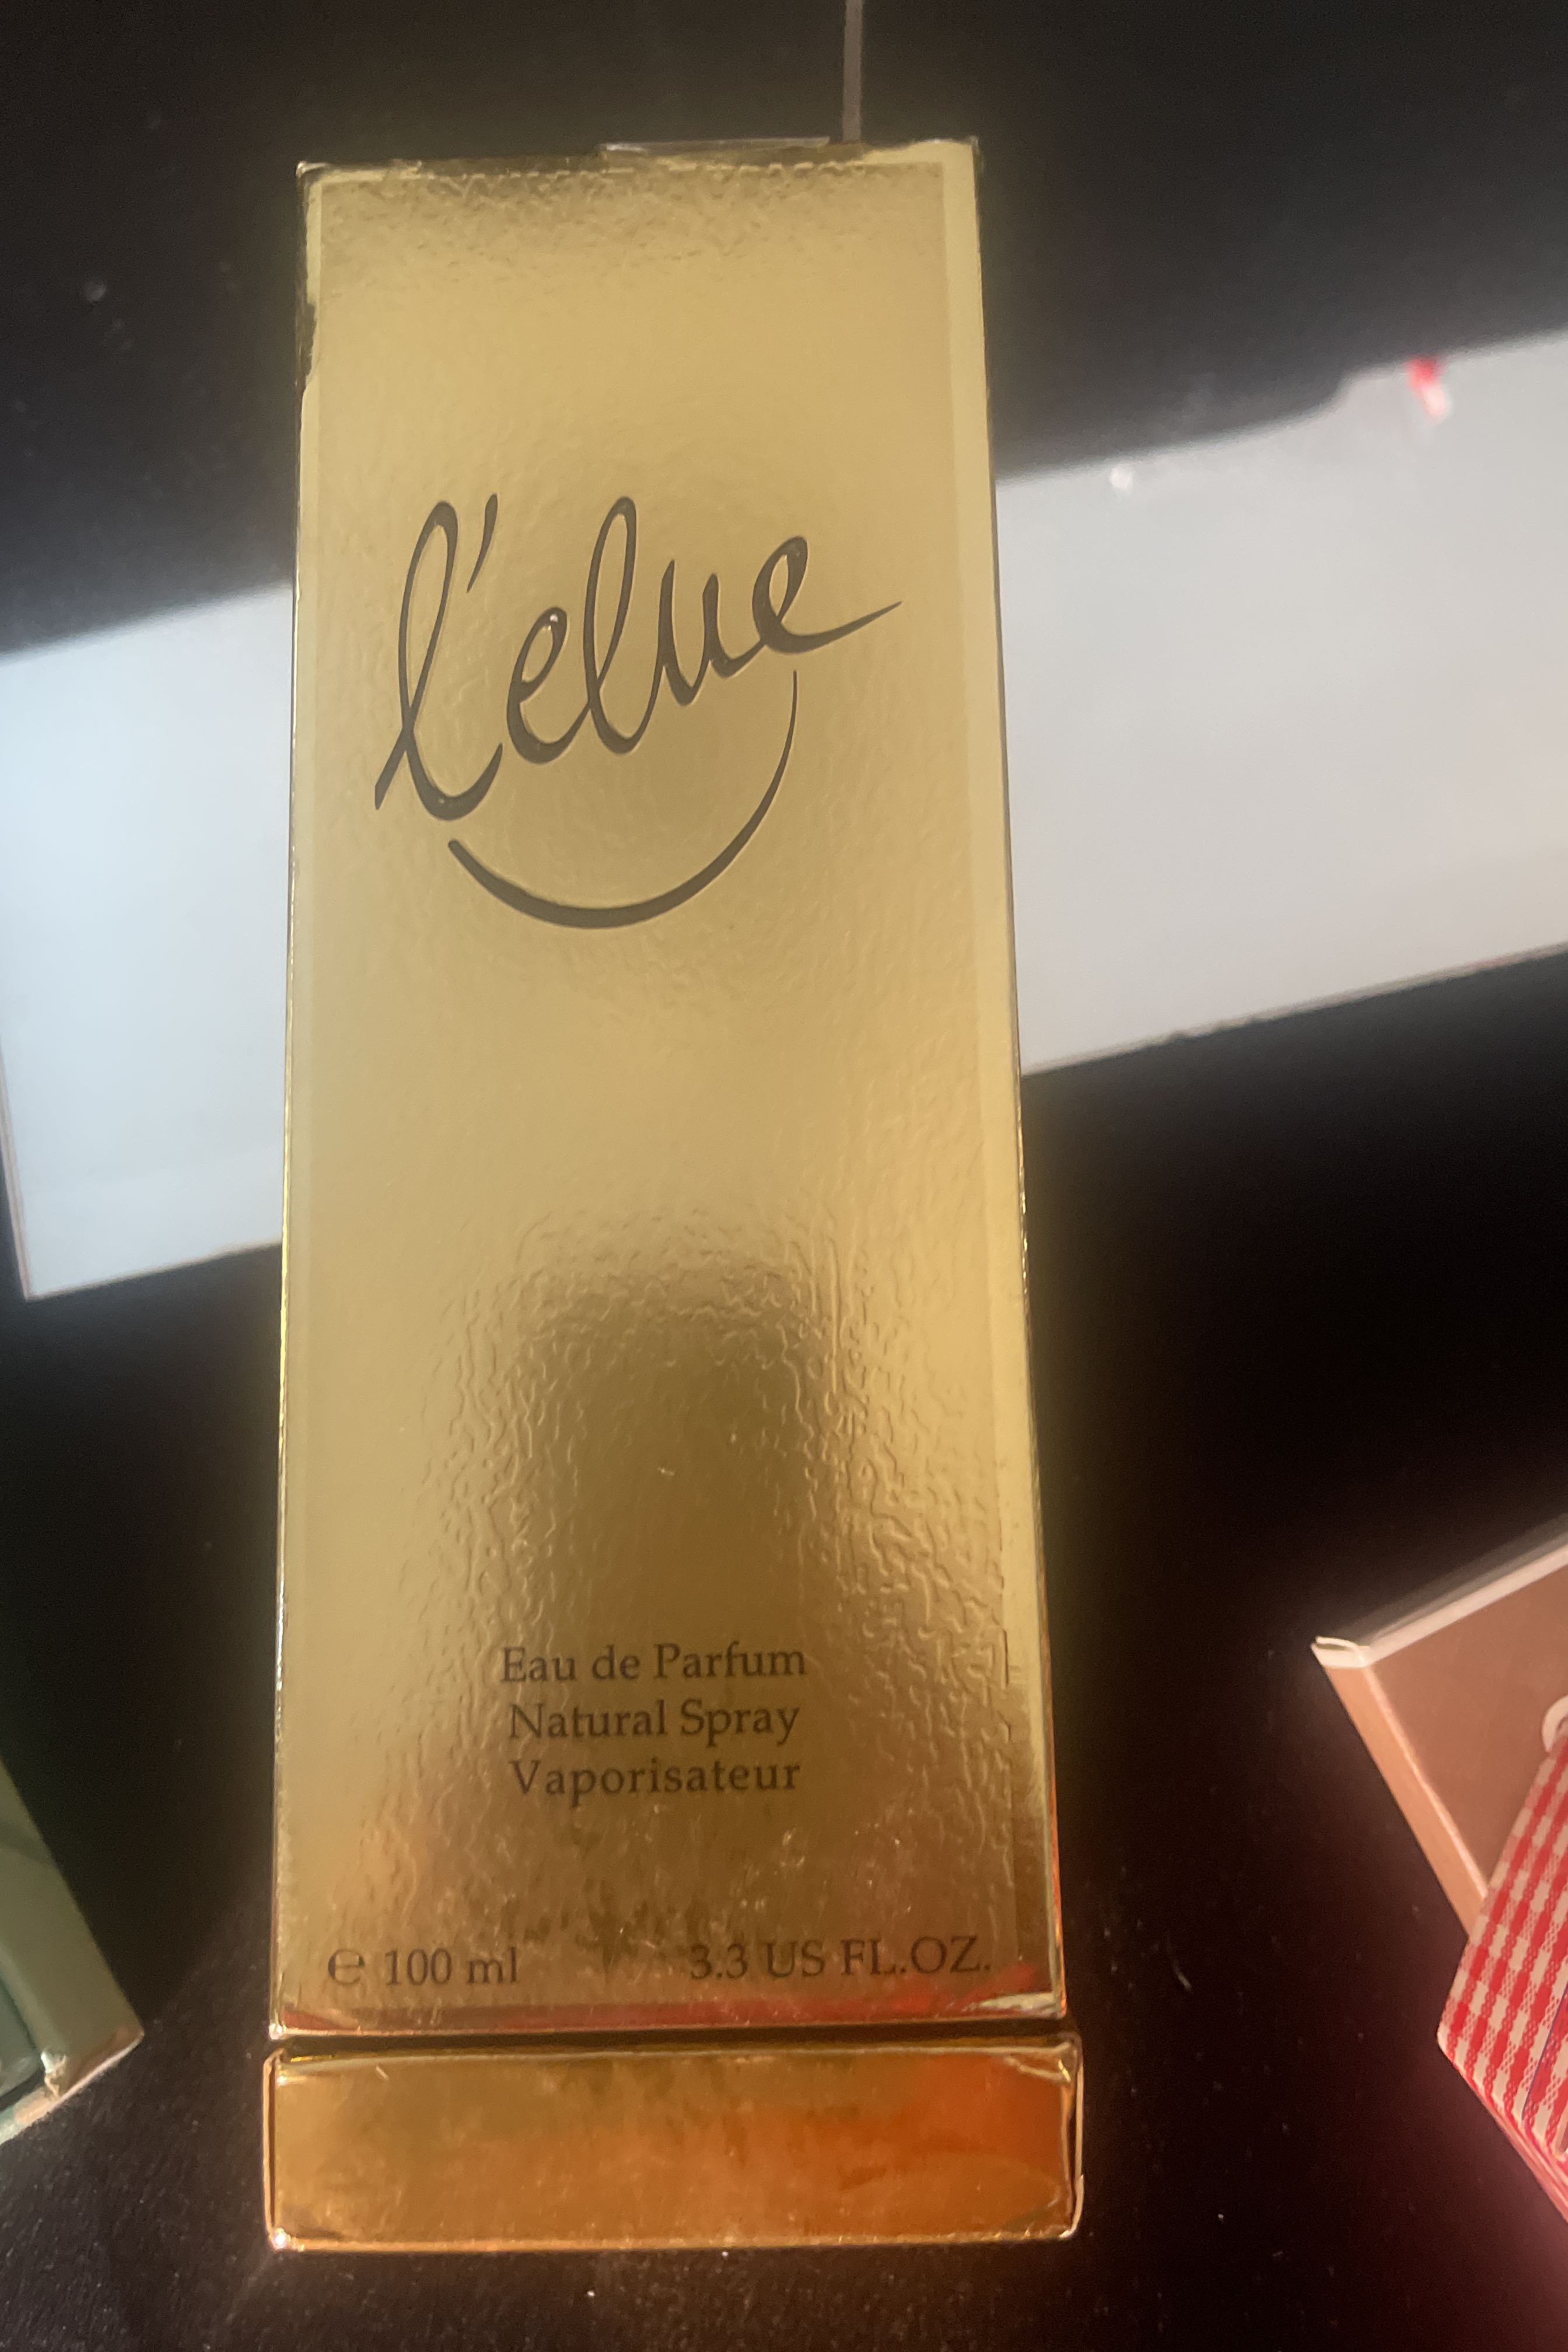 l'elue
Eau de Parfum
Natural Spray
Vaporisateur
℮ 100 ml 3.3 US FL.OZ.